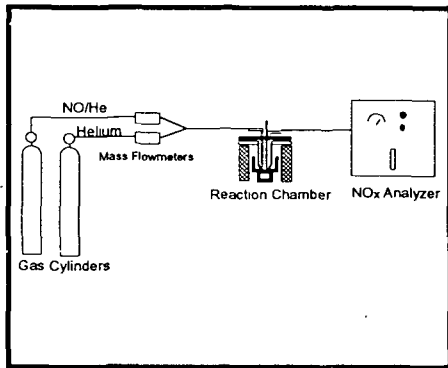 NO/He
Helium
Mass Flowmeters
Reaction Chamber
NOx Analyzer
Gas Cylinders